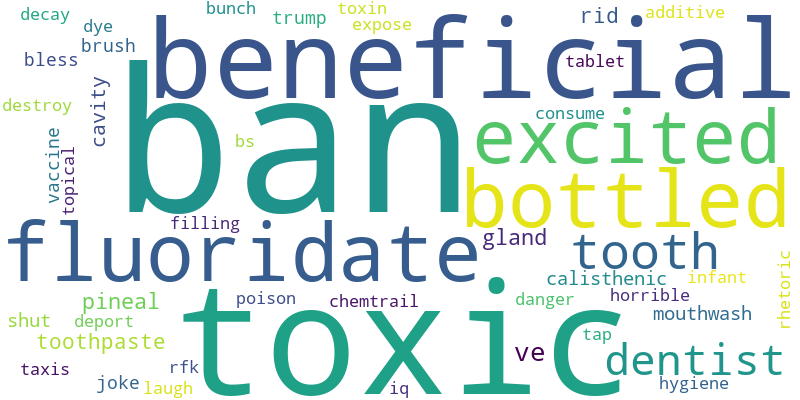 decay
bunch
trump
toxin
rid
additive
dye
expose
brush
beneficial
bless
tablet
ban
cavity
destroy
consume
excited
vaccine
topical
bs
bottled
filling
fluoridate
gland
tooth
calisthenic
infant
rhetoric
pineal
poison
chemtrail
toxic
danger
horrible
mouthwash
shut
deport
toothpaste
tap
ve
dentist
taxis
rfk
joke
laugh
iq
hygiene